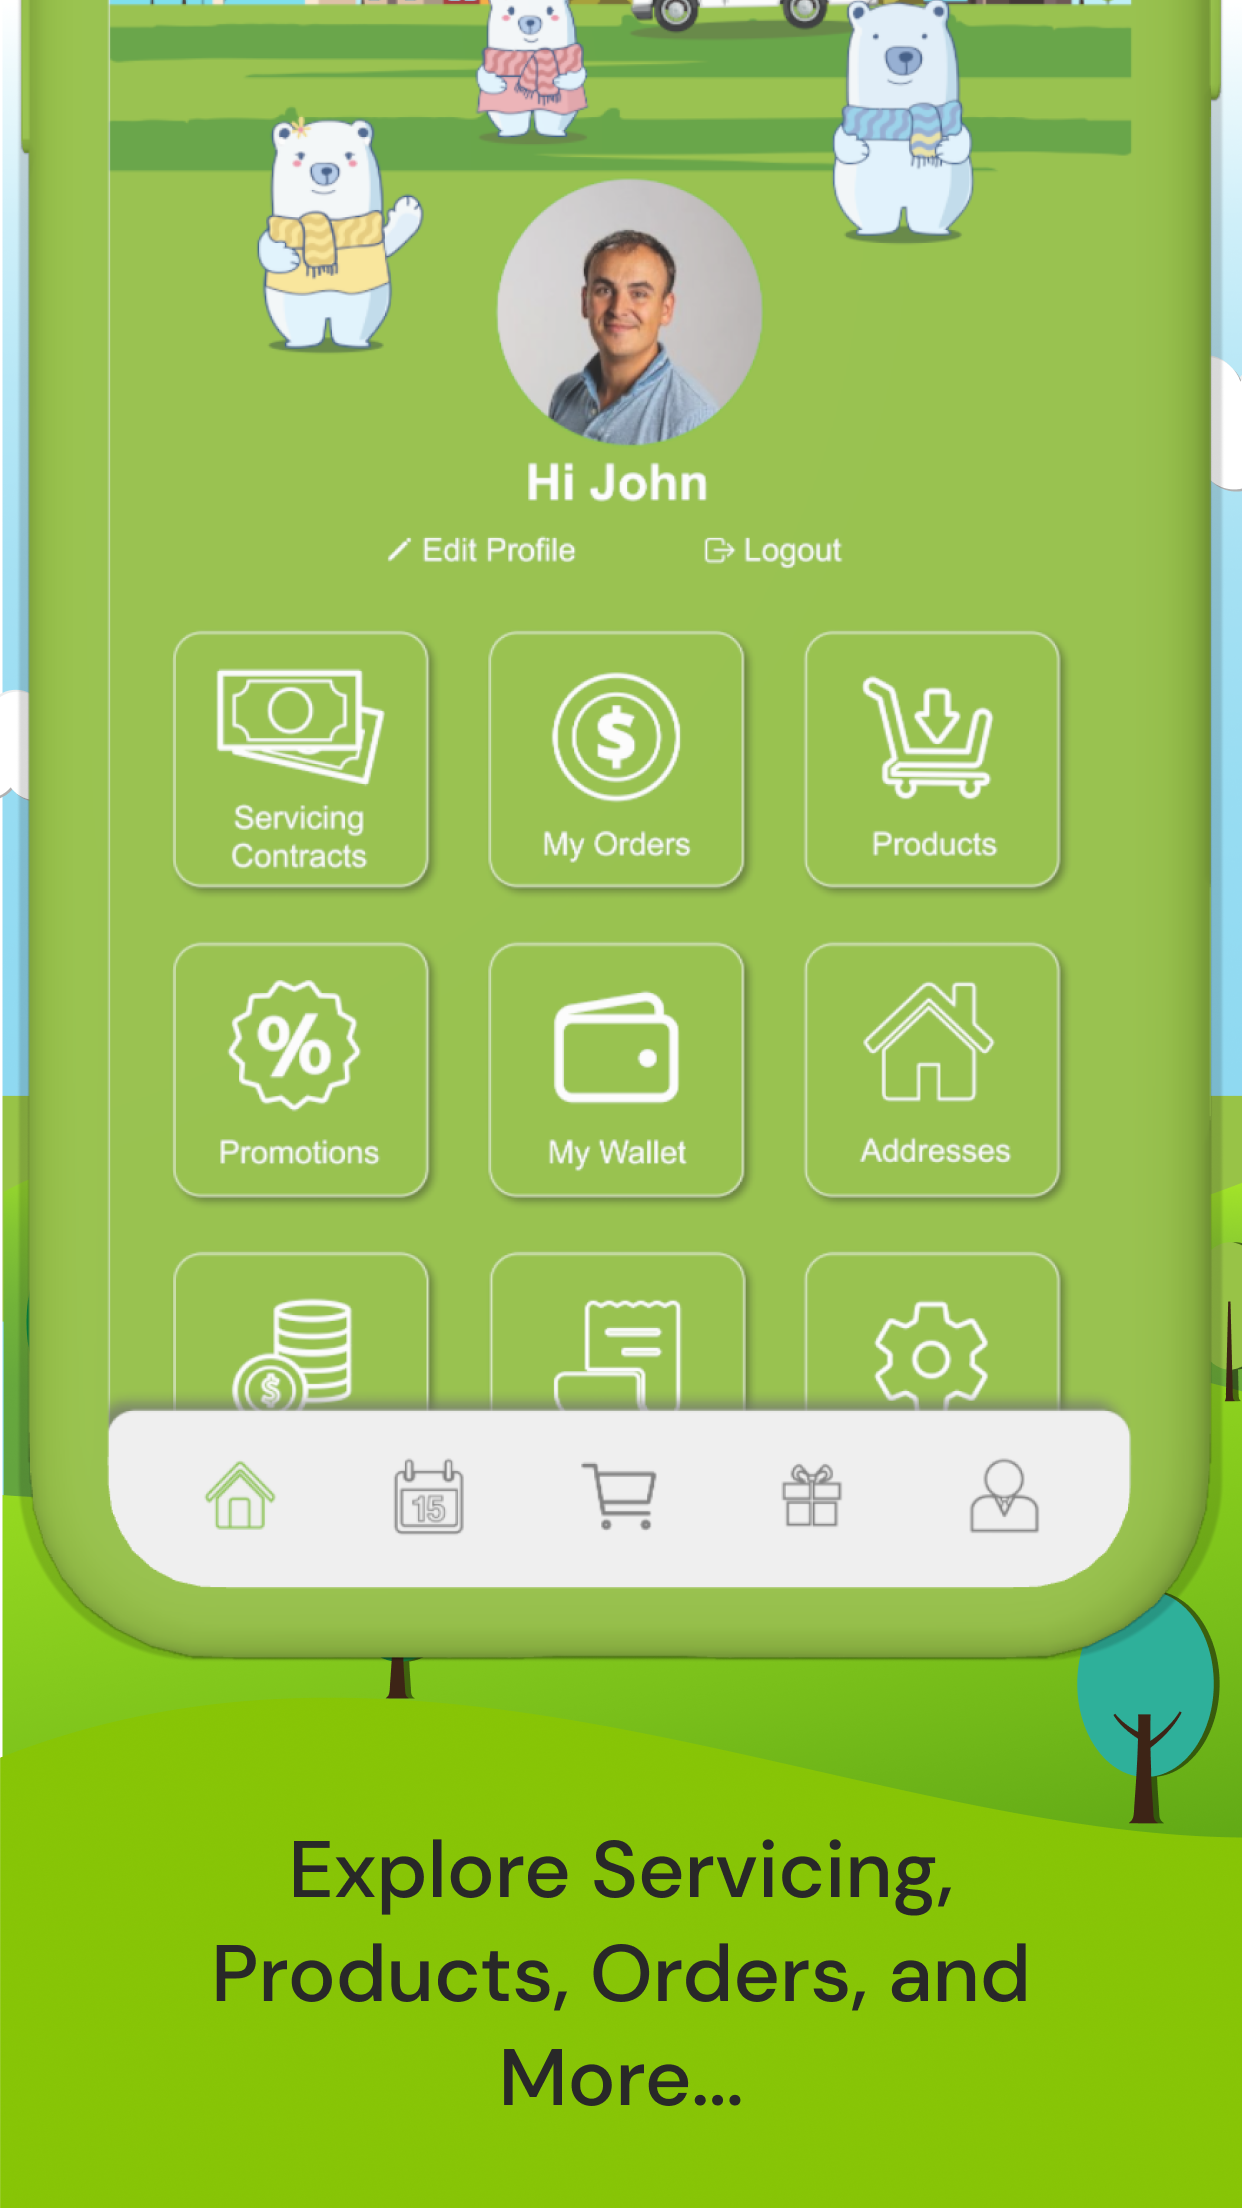 Hi John
Edit Profile
Logout
Servicing
Contracts
My Orders
Products
Promotions
My Wallet
Addresses
15
Explore Servicing,
Products, Orders, and
More...